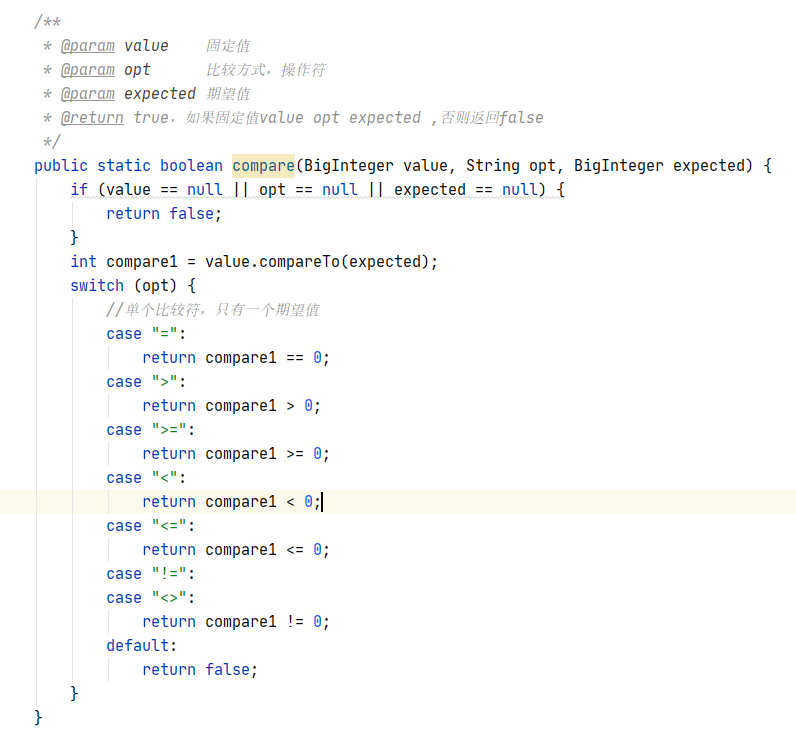 /**
 * @param value    固定值
 * @param opt      比较方式，操作符
 * @param expected 期望值
 * @return true，如果固定值value opt expected ,否则返回false
 */
public static boolean compare(BigInteger value, String opt, BigInteger expected) {
    if (value == null || opt == null || expected == null) {
        return false;
    }
    int compare1 = value.compareTo(expected);
    switch (opt) {
        //单个比较符，只有一个期望值
        case "=":
            return compare1 == 0;
        case ">":
            return compare1 > 0;
        case ">=":
            return compare1 >= 0;
        case "<":
            return compare1 < 0;
        case "<=":
            return compare1 <= 0;
        case "!=":
        case "<>":
            return compare1 != 0;
        default:
            return false;
    }
}